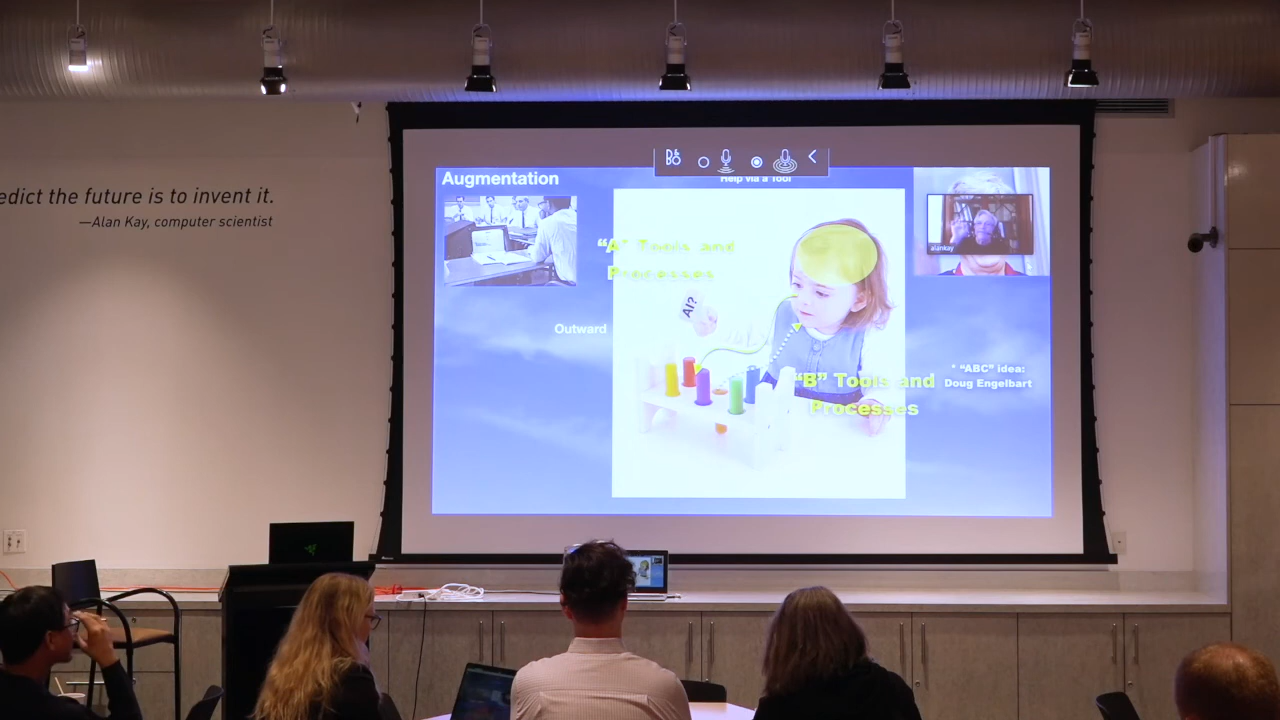 edict the future is to invent it.
—Alan Kay, computer scientist
Augmentation
Help via a Tool
alankay
“A” Tools and
Processes
AI?
Outward
“B” Tools and
Processes
* “ABC” idea:
Doug Engelbart